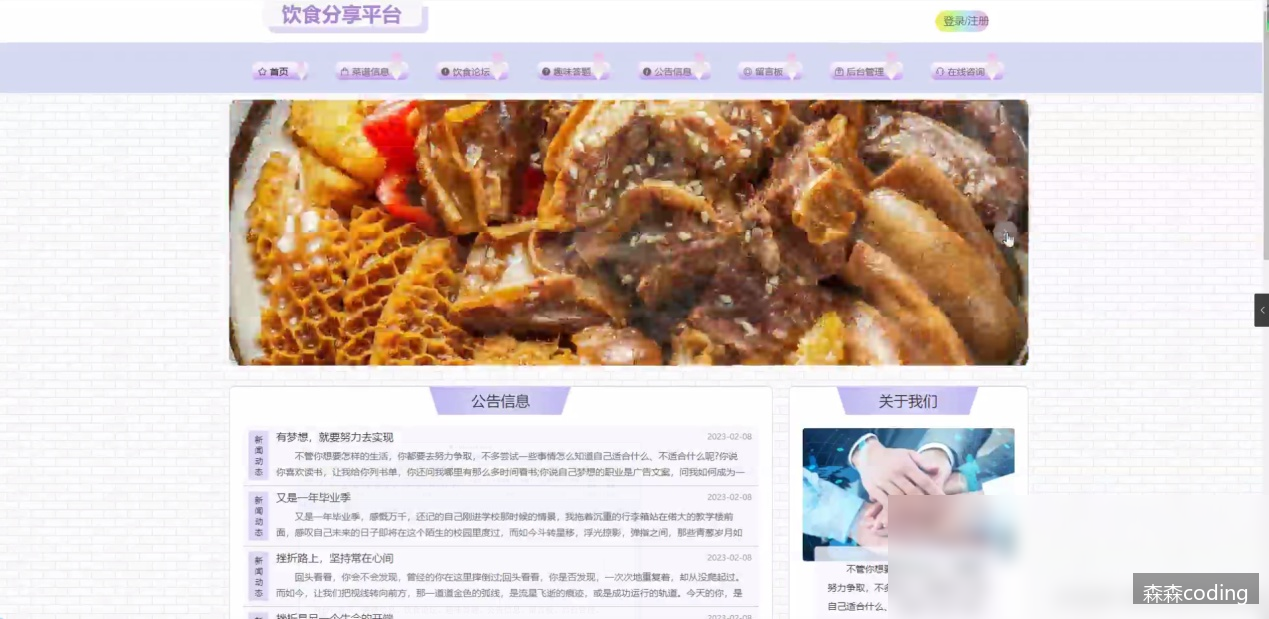 饮食分享平台
登录/注册
首页 菜谱信息 饮食论坛 趣味答题 公告信息 留言板 后台管理 在线咨询
公告信息
新闻动态
有梦想，就要努力去实现 2023-02-08
不管你想要怎样的生活，你都要去努力争取，不多尝试一些事情怎么知道自己适合什么、不适合什么呢?你说
你喜欢读书，让我给你列书单，你还问我哪里有那么多时间看书;你说自己梦想的职业是广告文案，问我如何成为一
新闻动态
又是一年毕业季 2023-02-08
又是一年毕业季，感慨万千，还记的自己刚进学校那时候的情景，我拖着沉重的行李箱站在偌大的教学楼前
面，感叹自己未来的日子即将在这个陌生的校园里度过，而如今斗转星移，浮光掠影，弹指之间，那些青葱岁月如
新闻动态
挫折路上，坚持常在心间 2023-02-08
回头看看，你会不会发现，曾经的你在这里摔倒过;回头看看，你是否发现，一次次地重复着，却从没爬起过。
而如今，让我们把视线转向前方，那一道道金色的弧线，是流星飞逝的痕迹，或是成功运行的轨道。今天的你，是
关于我们
不管你想要
努力争取，不多
自己适合什么、
森森coding